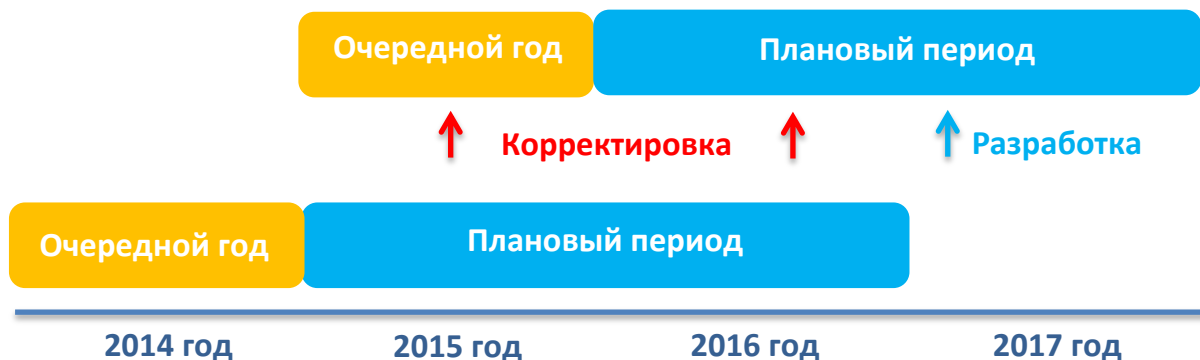 Очередной год Плановый период
Корректировка Разработка
Очередной год Плановый период
2014 год 2015 год 2016 год 2017 год